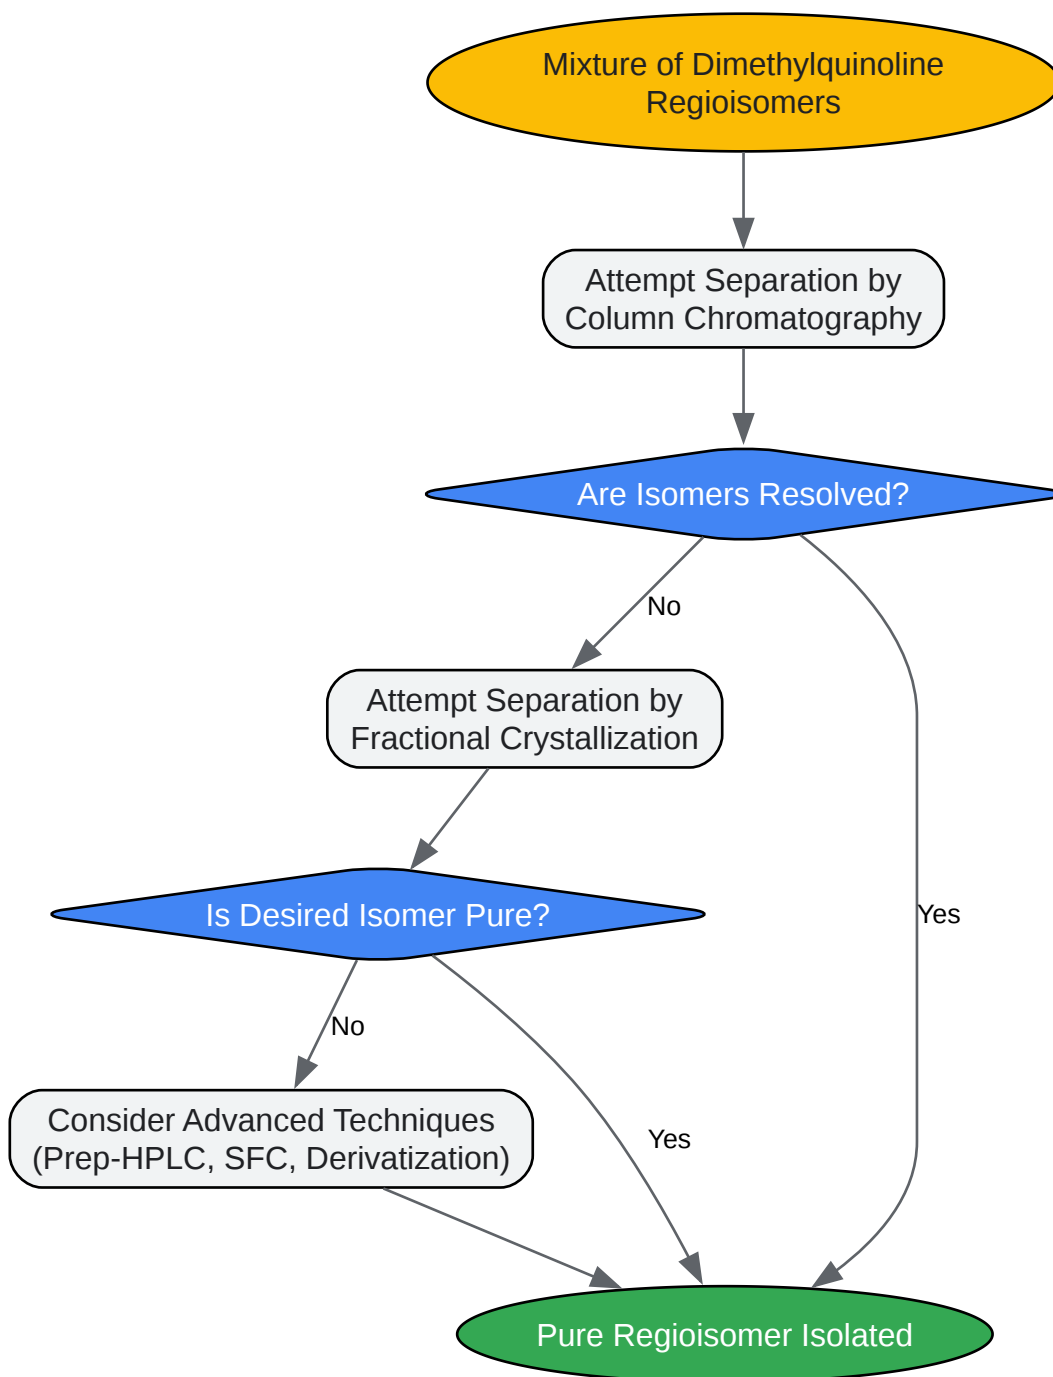 Mixture of Dimethylquinoline
Regioisomers
Attempt Separation by
Column Chromatography
Are Isomers Resolved?
No
Attempt Separation by
Fractional Crystallization
Is Desired Isomer Pure?
Yes
No
Consider Advanced Techniques
(Prep-HPLC, SFC, Derivatization)
Yes
Pure Regioisomer Isolated